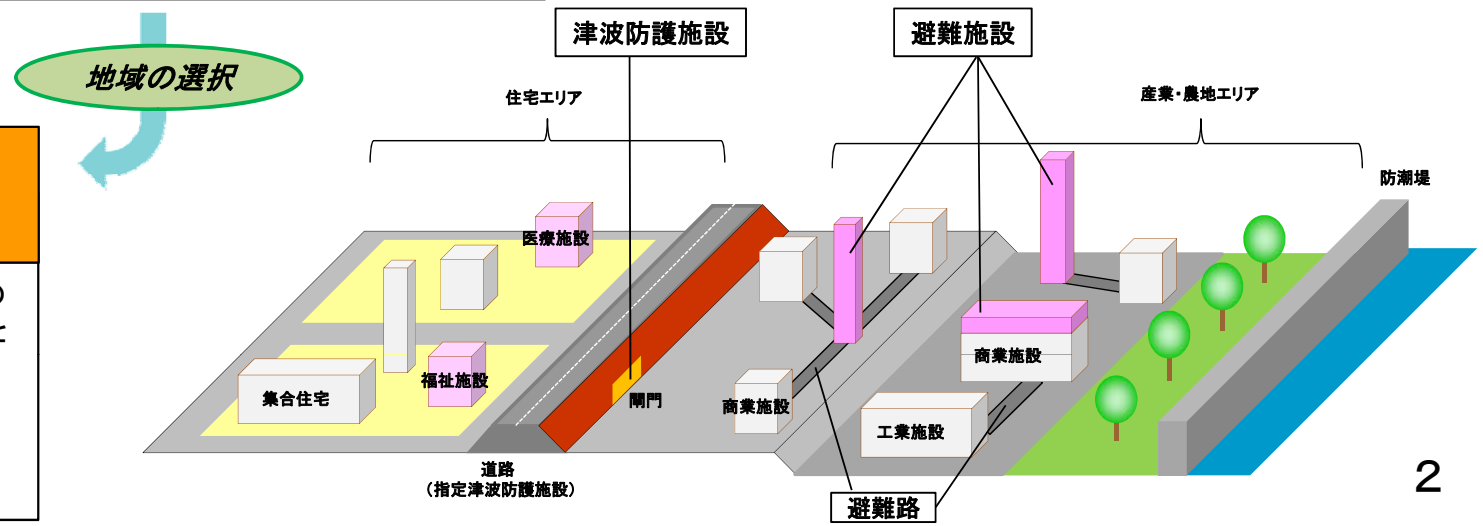 津波防護施設
避難施設
地域の選択
住宅エリア
産業・農地エリア
防潮堤
の
と
医療施設
福祉施設
集合住宅
閘門
商業施設
商業施設
工業施設
道路
（指定津波防護施設）
避難路
2